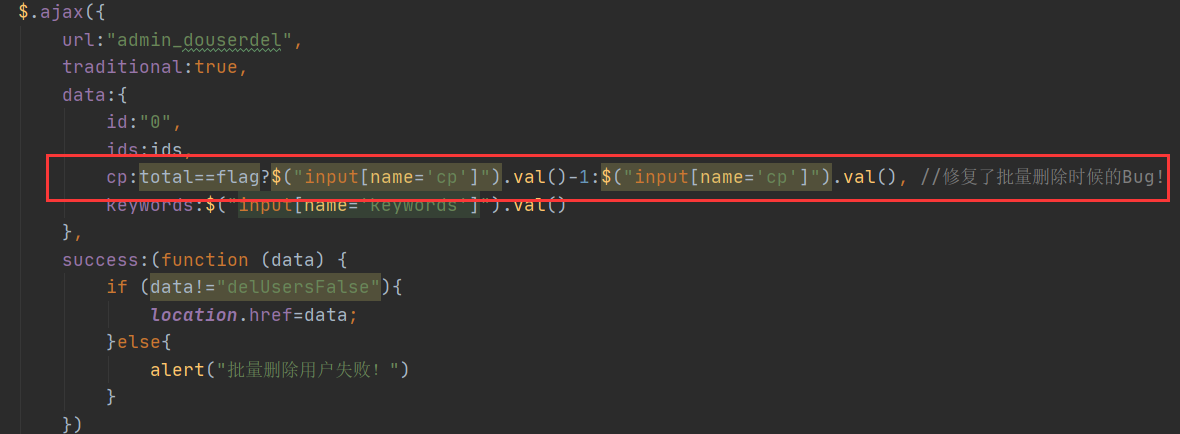 $.ajax({
url:"admin_douserdel",
traditional:true,
data:{
id:"0",
ids:ids,
cp:total==flag?$("input[name='cp']").val()-1:$("input[name='cp']").val(), //修复了批量删除时候的Bug!
keywords:$("input[name='keywords']").val()
},
success:(function (data) {
if (data!="delUsersFalse"){
location.href=data;
}else{
alert("批量删除用户失败！")
}
})